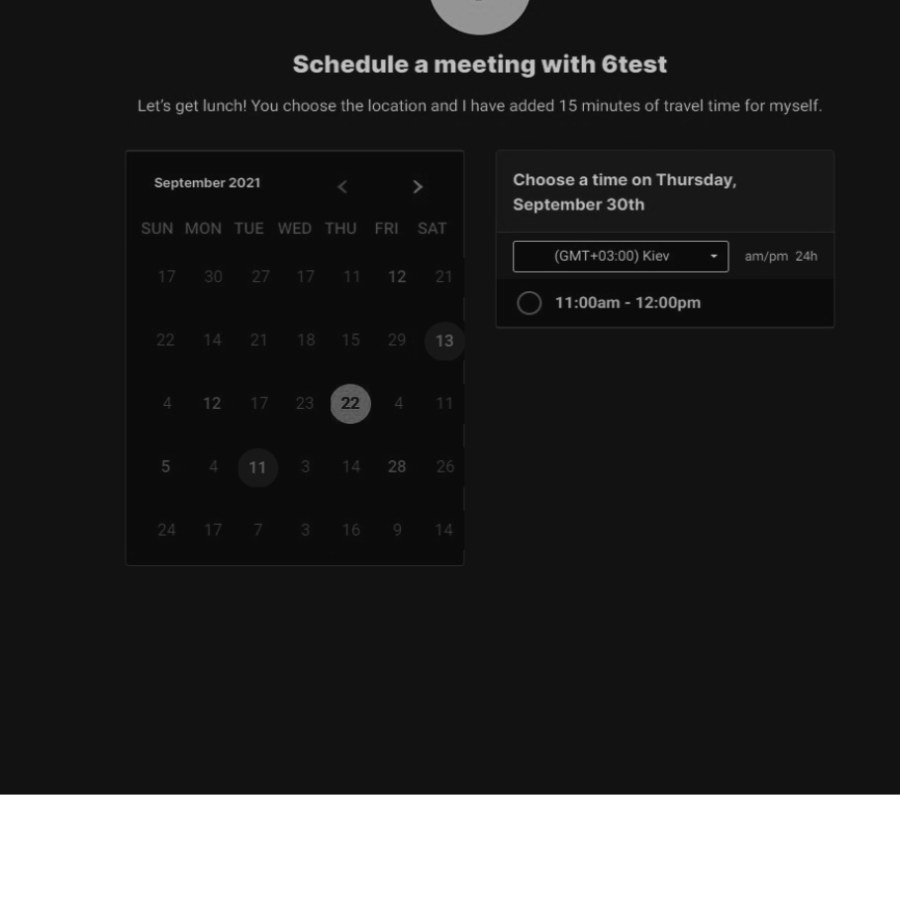 Schedule a meeting with 6test
Let's get lunch! You choose the location and I have added 15 minutes of travel time for myself.
September 2021
SUN MON TUE WED THU FRI SAT
17 30 27 17 11 12 21
22 14 21 18 15 29 13
4 12 17 23 22 4 11
5 4 11 3 14 28 26
24 17 7 3 16 9 14
Choose a time on Thursday,
September 30th
(GMT+03:00) Kiev am/pm 24h
11:00am - 12:00pm